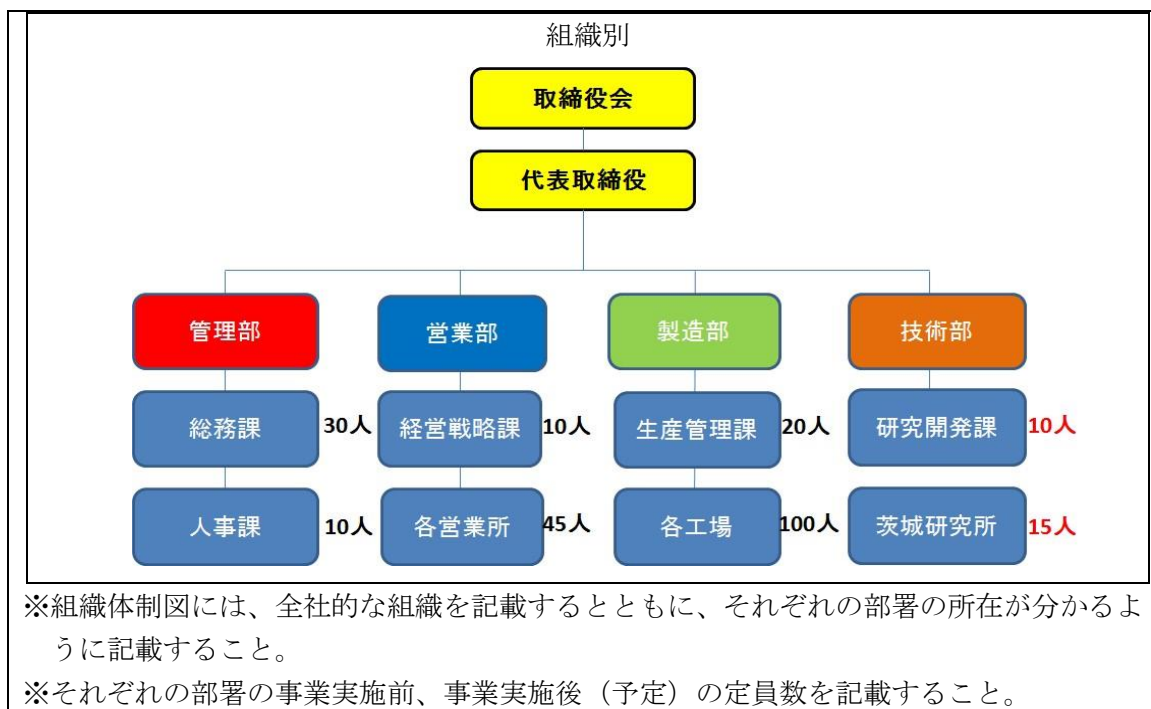 組織別
取締役会
代表取締役
管理部 営業部 製造部 技術部
総務課 30人 経営戦略課 10人 生産管理課 20人 研究開発課 10人
人事課 10人 各営業所 45人 各工場 100人 茨城研究所 15人
※組織体制図には、全社的な組織を記載するとともに、それぞれの部署の所在が分かるよ
うに記載すること。
※それぞれの部署の事業実施前、事業実施後（予定）の定員数を記載すること。